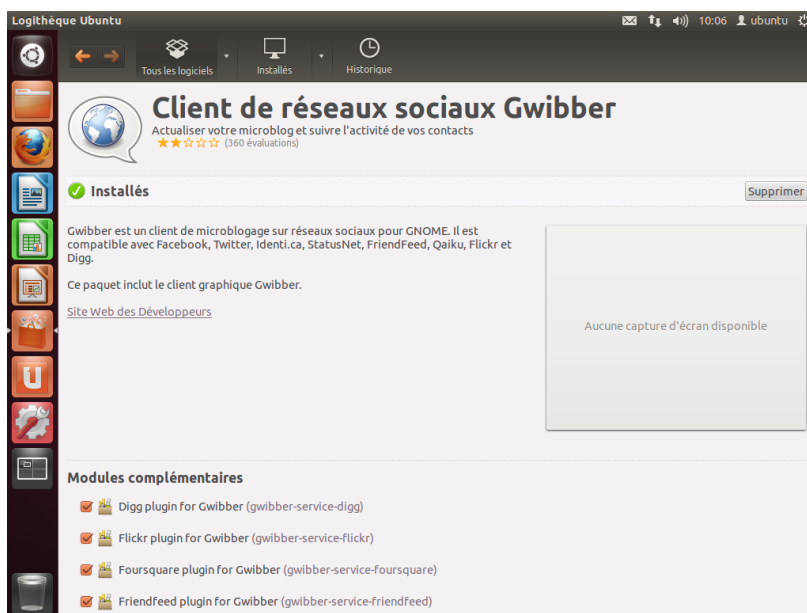 Logithèque Ubuntu
10:06 ubuntu
Tous les logiciels
Installés
Historique
Client de réseaux sociaux Gwibber
Actualiser votre microblog et suivre l'activité de vos contacts
(360 évaluations)
Installés
Supprimer
Gwibber est un client de microblogage sur réseaux sociaux pour GNOME. Il est
compatible avec Facebook, Twitter, Identi.ca, StatusNet, FriendFeed, Qaiku, Flickr et
Digg.
Ce paquet inclut le client graphique Gwibber.
Site Web des Développeurs
Aucune capture d'écran disponible
Modules complémentaires
Digg plugin for Gwibber (gwibber-service-digg)
Flickr plugin for Gwibber (gwibber-service-flickr)
Foursquare plugin for Gwibber (gwibber-service-foursquare)
Friendfeed plugin for Gwibber (gwibber-service-friendfeed)